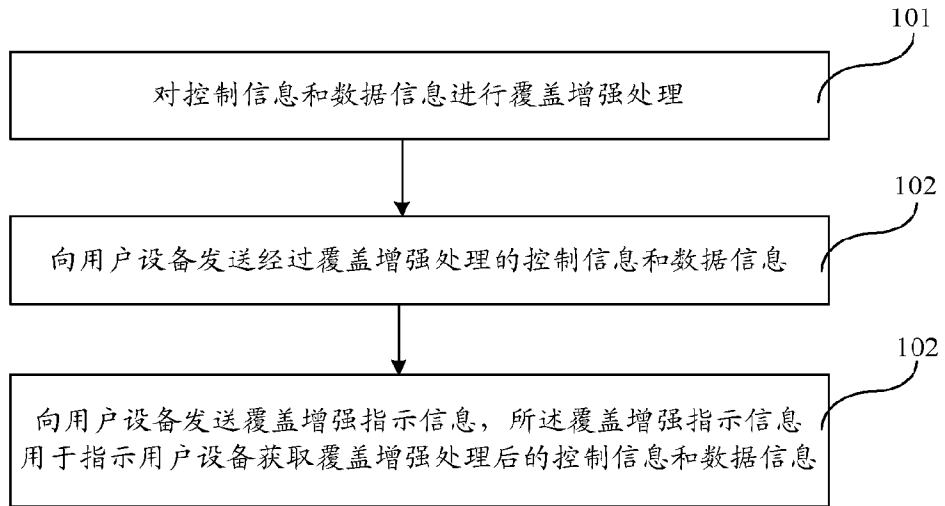 101
对控制信息和数据信息进行覆盖增强处理
102
向用户设备发送经过覆盖增强处理的控制信息和数据信息
102
向用户设备发送覆盖增强指示信息，所述覆盖增强指示信息
用于指示用户设备获取覆盖增强处理后的控制信息和数据信息